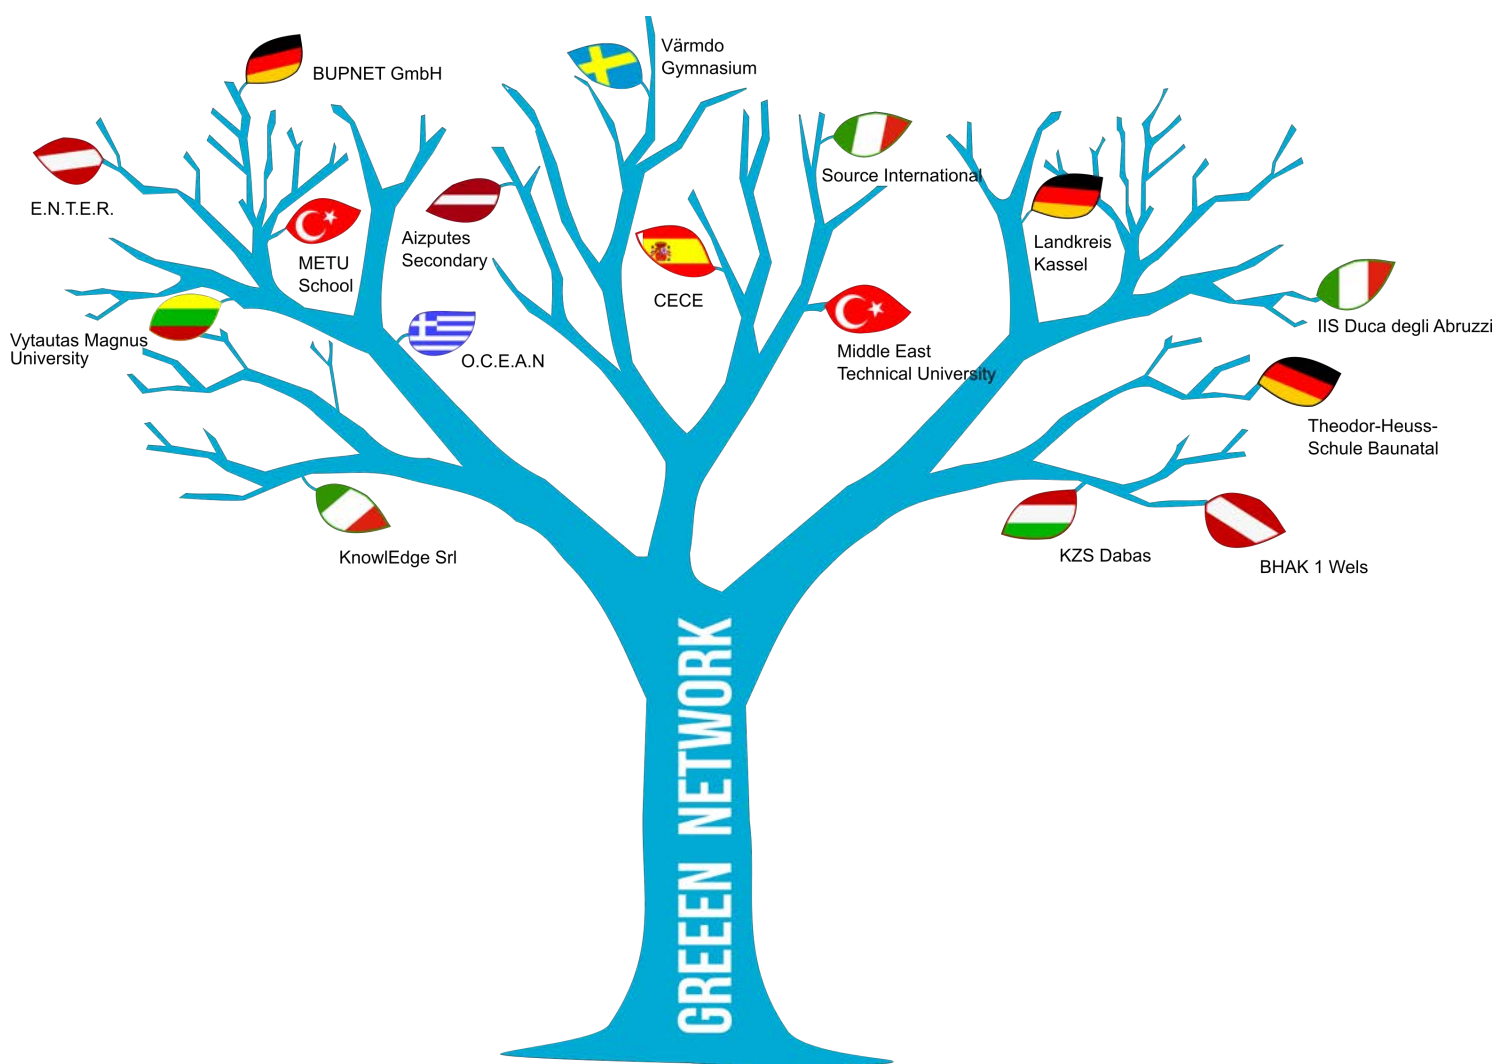 BUPNET GmbH
Värmdo
Gymnasium
E.N.T.E.R.
METU
School
Aizputes
Secondary
CECE
Source International
Landkreis
Kassel
Vytautas Magnus
University
O.C.E.A.N
Middle East
Technical University
IIS Duca degli Abruzzi
Theodor-Heuss-
Schule Baunatal
KnowlEdge Srl
KZS Dabas
BHAK 1 Wels
GREEEN NETWORK